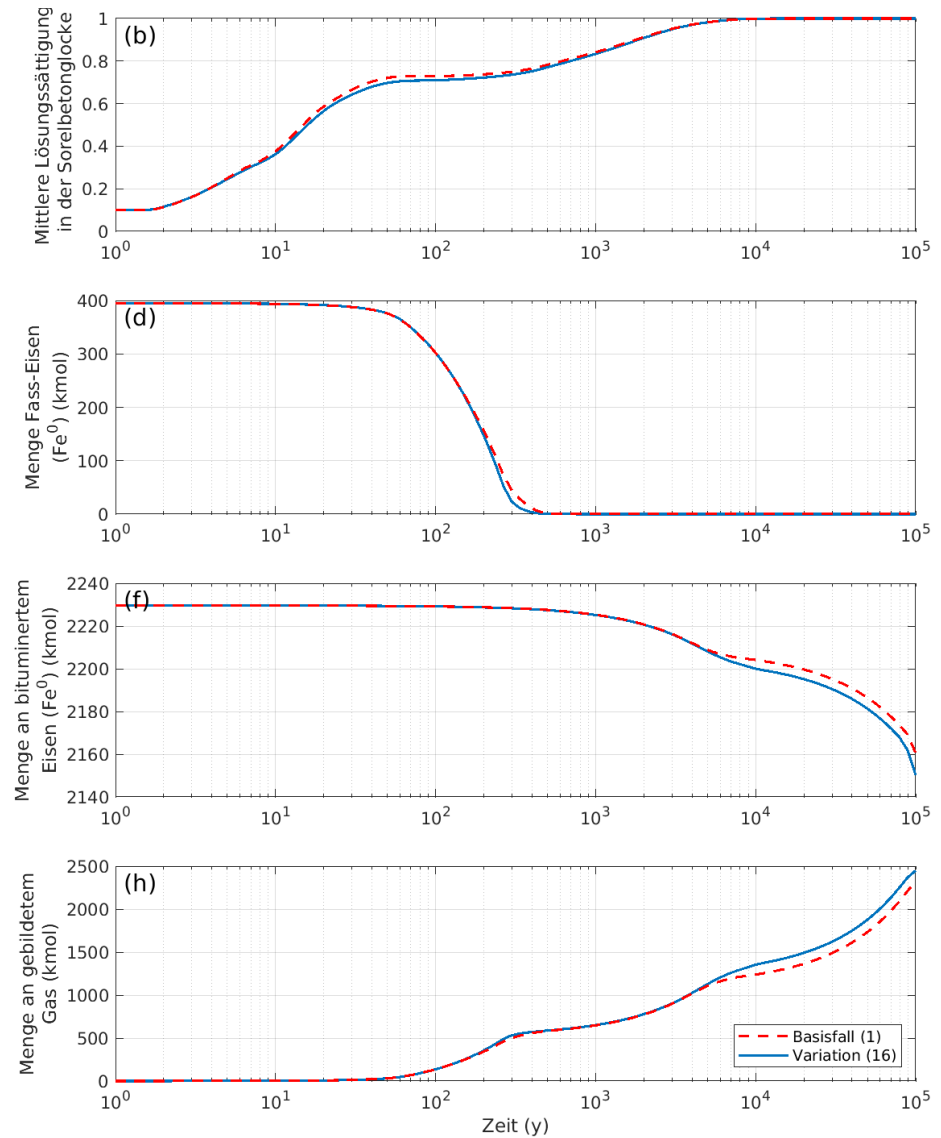 (b)
Mittlere Lösungssättigung
in der Sorelbetonglocke
1
0.8
0.6
0.4
0.2
0
10^0 10^1 10^2 10^3 10^4 10^5
(d)
Menge Fass-Eisen
(Fe^0) (kmol)
400
300
200
100
0
10^0 10^1 10^2 10^3 10^4 10^5
(f)
Menge an bituminertem
Eisen (Fe^0) (kmol)
2240
2220
2200
2180
2160
2140
10^0 10^1 10^2 10^3 10^4 10^5
(h)
Menge an gebildetem
Gas (kmol)
2500
2000
1500
1000
500
0
10^0 10^1 10^2 10^3 10^4 10^5
Basisfall (1)
Variation (16)
Zeit (y)